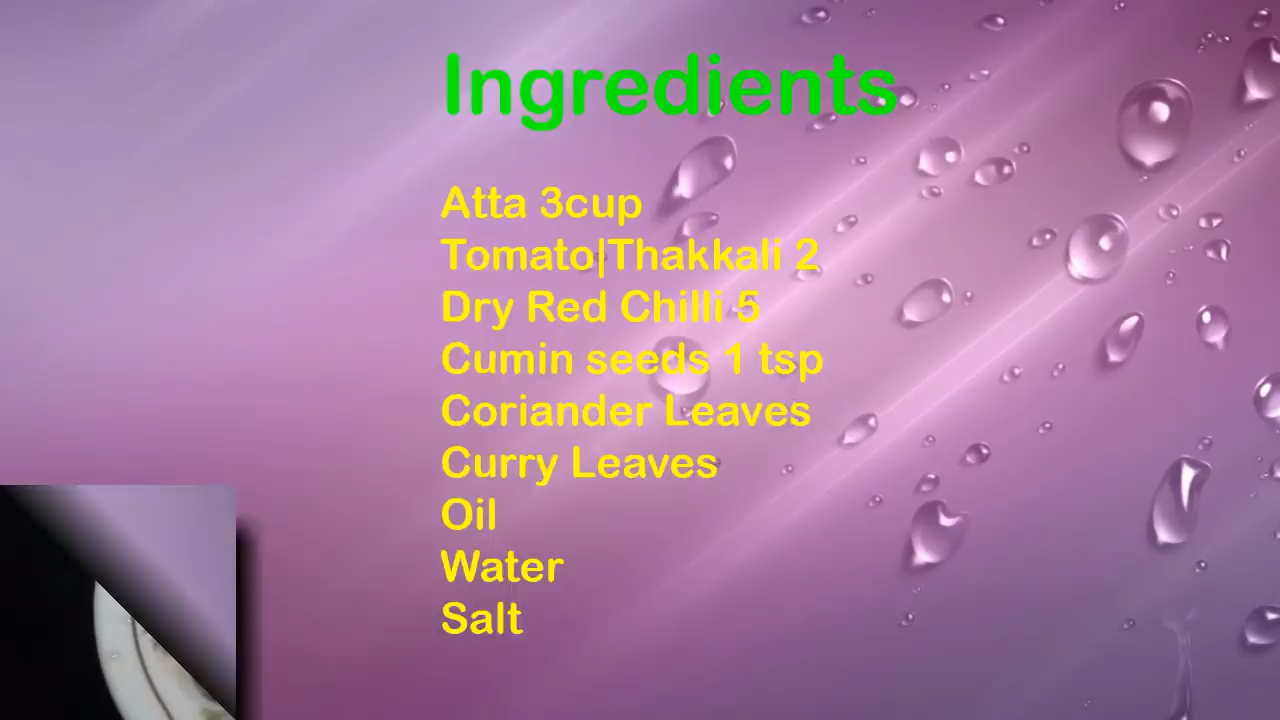 Ingredients
Atta 3cup
Tomato|Thakkali 2
Dry Red Chilli 5
Cumin seeds 1 tsp
Coriander Leaves
Curry Leaves
Oil
Water
Salt